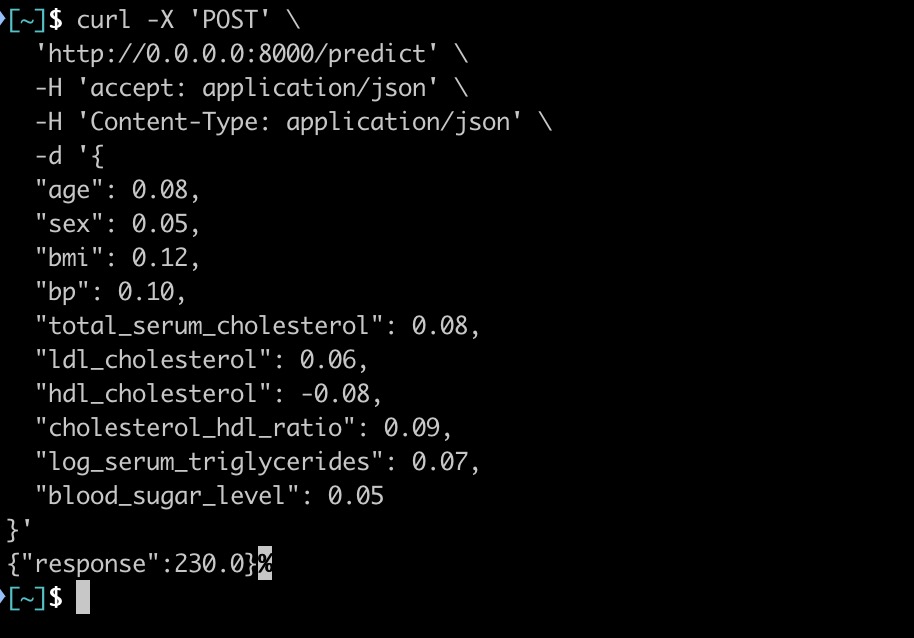 [~]$ curl -X 'POST' \
  'http://0.0.0.0:8000/predict' \
  -H 'accept: application/json' \
  -H 'Content-Type: application/json' \
  -d '{
  "age": 0.08,
  "sex": 0.05,
  "bmi": 0.12,
  "bp": 0.10,
  "total_serum_cholesterol": 0.08,
  "ldl_cholesterol": 0.06,
  "hdl_cholesterol": -0.08,
  "cholesterol_hdl_ratio": 0.09,
  "log_serum_triglycerides": 0.07,
  "blood_sugar_level": 0.05
}'
{"response":230.0}%
[~]$